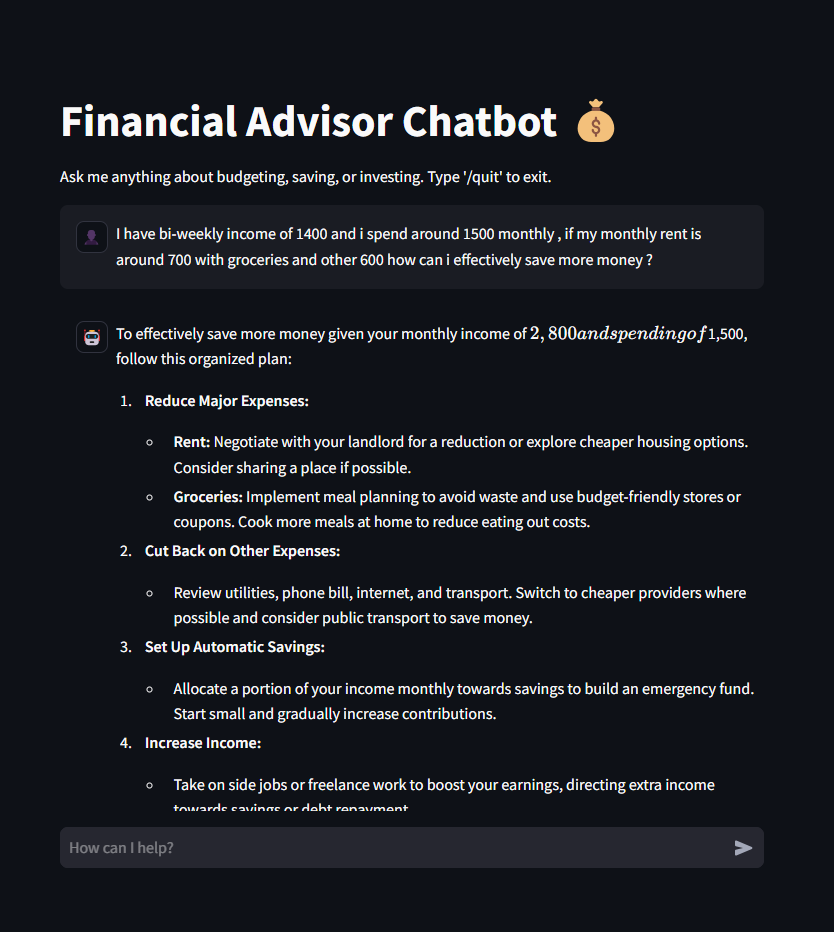 Financial Advisor Chatbot 💰
Ask me anything about budgeting, saving, or investing. Type '/quit' to exit.
I have bi-weekly income of 1400 and i spend around 1500 monthly , if my monthly rent is
around 700 with groceries and other 600 how can i effectively save more money ?
To effectively save more money given your monthly income of 2,800andspendingof1,500,
follow this organized plan:
1. Reduce Major Expenses:
◦ Rent: Negotiate with your landlord for a reduction or explore cheaper housing options.
Consider sharing a place if possible.
◦ Groceries: Implement meal planning to avoid waste and use budget-friendly stores or
coupons. Cook more meals at home to reduce eating out costs.
2. Cut Back on Other Expenses:
◦ Review utilities, phone bill, internet, and transport. Switch to cheaper providers where
possible and consider public transport to save money.
3. Set Up Automatic Savings:
◦ Allocate a portion of your income monthly towards savings to build an emergency fund.
Start small and gradually increase contributions.
4. Increase Income:
◦ Take on side jobs or freelance work to boost your earnings, directing extra income
towards savings or debt repayment.
How can I help?